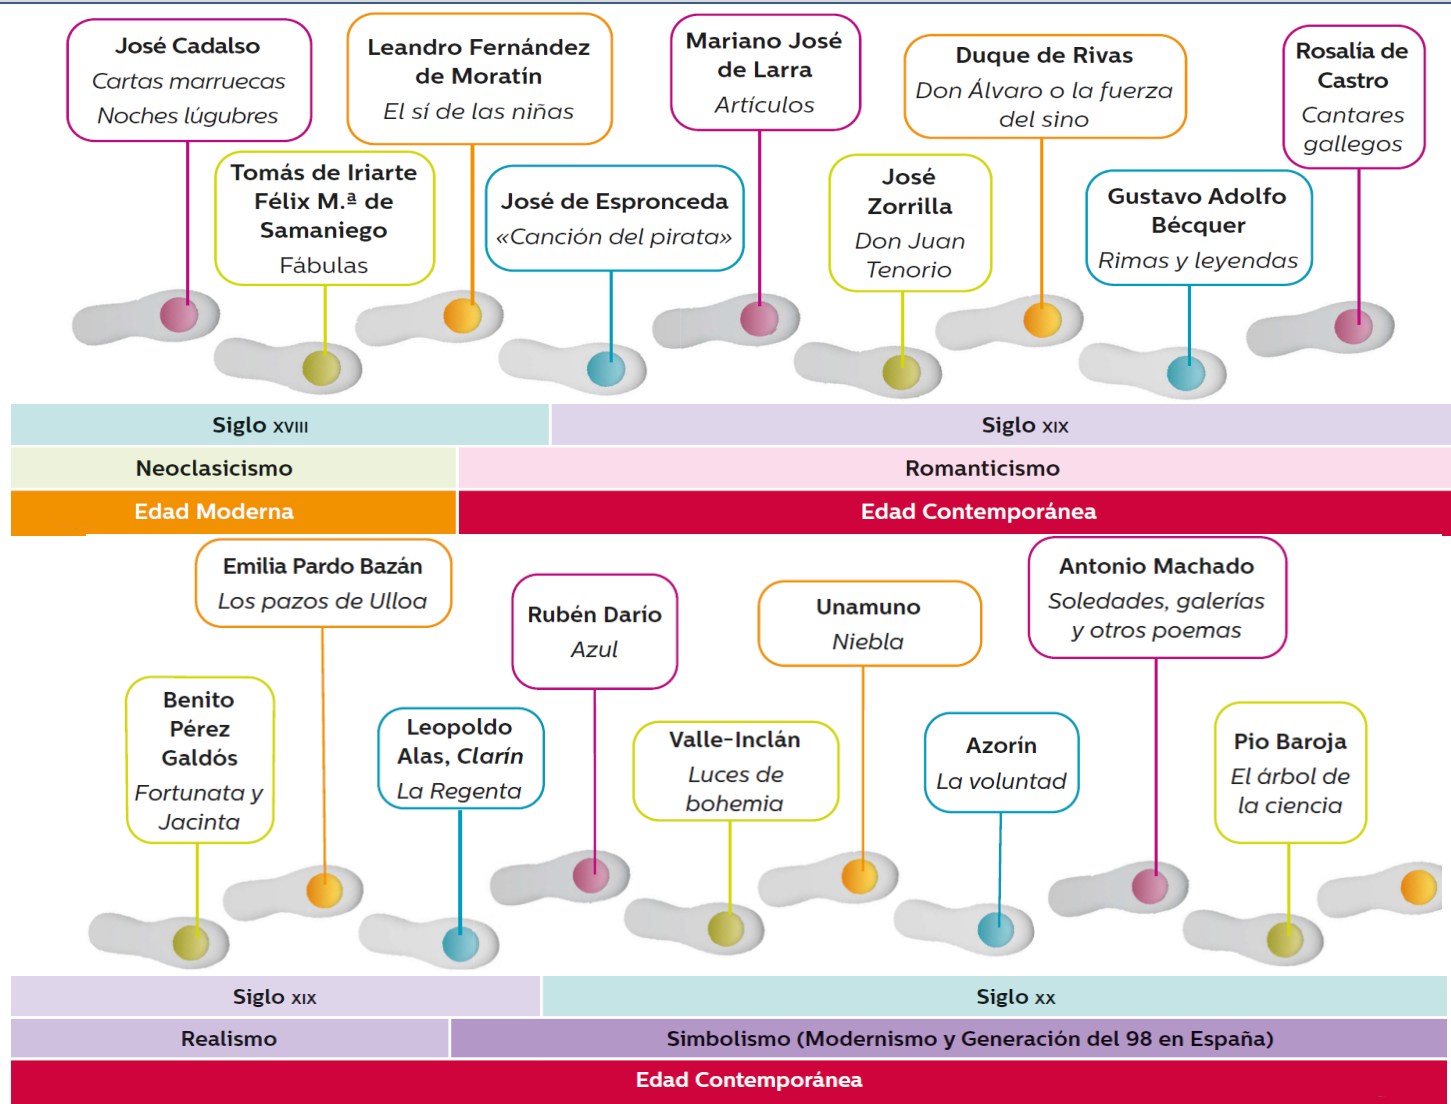 José Cadalso
Cartas marruecas
Noches lúgubres
Leandro Fernández
de Moratín
El sí de las niñas
Mariano José
de Larra
Artículos
Duque de Rivas
Don Álvaro o la fuerza
del sino
Rosalía de
Castro
Cantares
gallegos
Tomás de Iriarte
Félix M.ª de
Samaniego
Fábulas
José de Espronceda
«Canción del pirata»
José
Zorrilla
Don Juan
Tenorio
Gustavo Adolfo
Bécquer
Rimas y leyendas
Siglo XVIII
Siglo XIX
Neoclasicismo
Romanticismo
Edad Moderna
Edad Contemporánea
Emilia Pardo Bazán
Los pazos de Ulloa
Rubén Darío
Azul
Unamuno
Niebla
Antonio Machado
Soledades, galerías
y otros poemas
Benito
Pérez
Galdós
Fortunata y
Jacinta
Leopoldo
Alas, Clarín
La Regenta
Valle-Inclán
Luces de
bohemia
Azorín
La voluntad
Pio Baroja
El árbol de
la ciencia
Siglo XIX
Siglo XX
Realismo
Simbolismo (Modernismo y Generación del 98 en España)
Edad Contemporánea